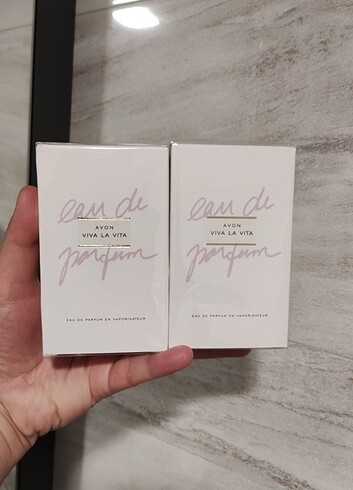 eau de
AVON
VIVA LA VITA
parfum
EAU DE PARFUM EN VAPORISATEUR
eau de
AVON
VIVA LA VITA
parfum
EAU DE PARFUM EN VAPORISATEUR